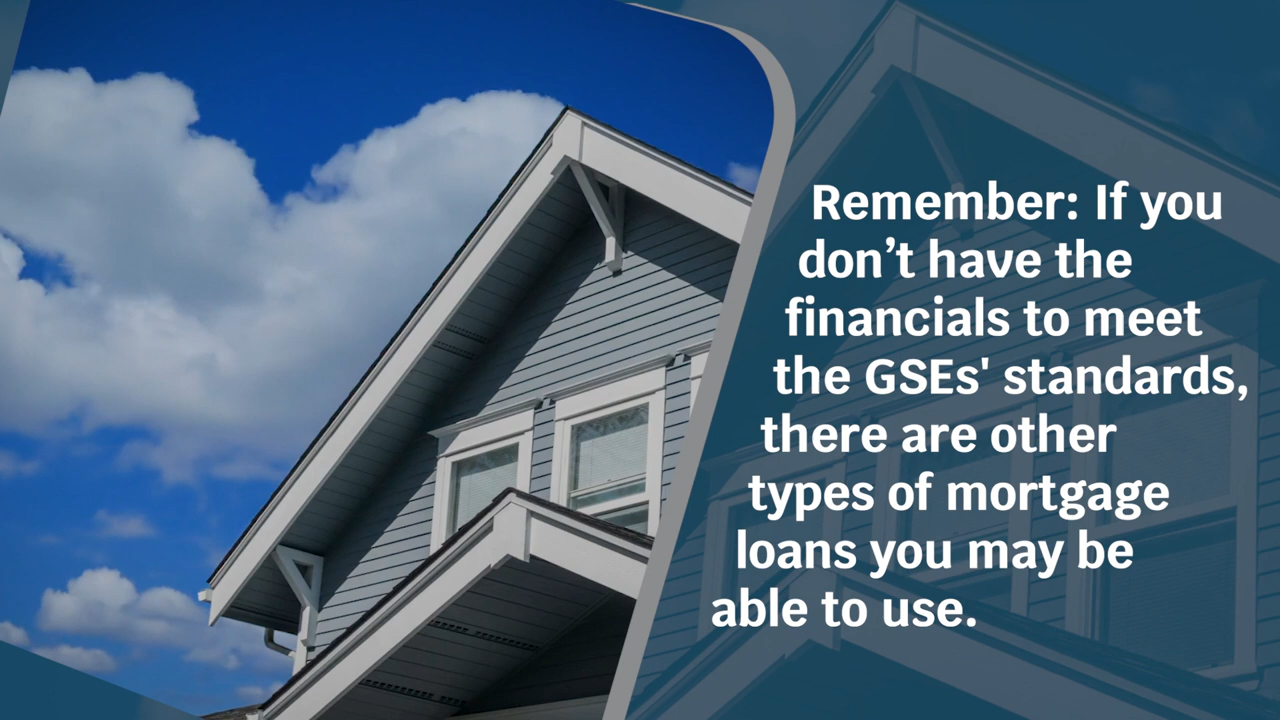 Remember: If you
don’t have the
financials to meet
the GSEs' standards,
there are other
types of mortgage
loans you may be
able to use.